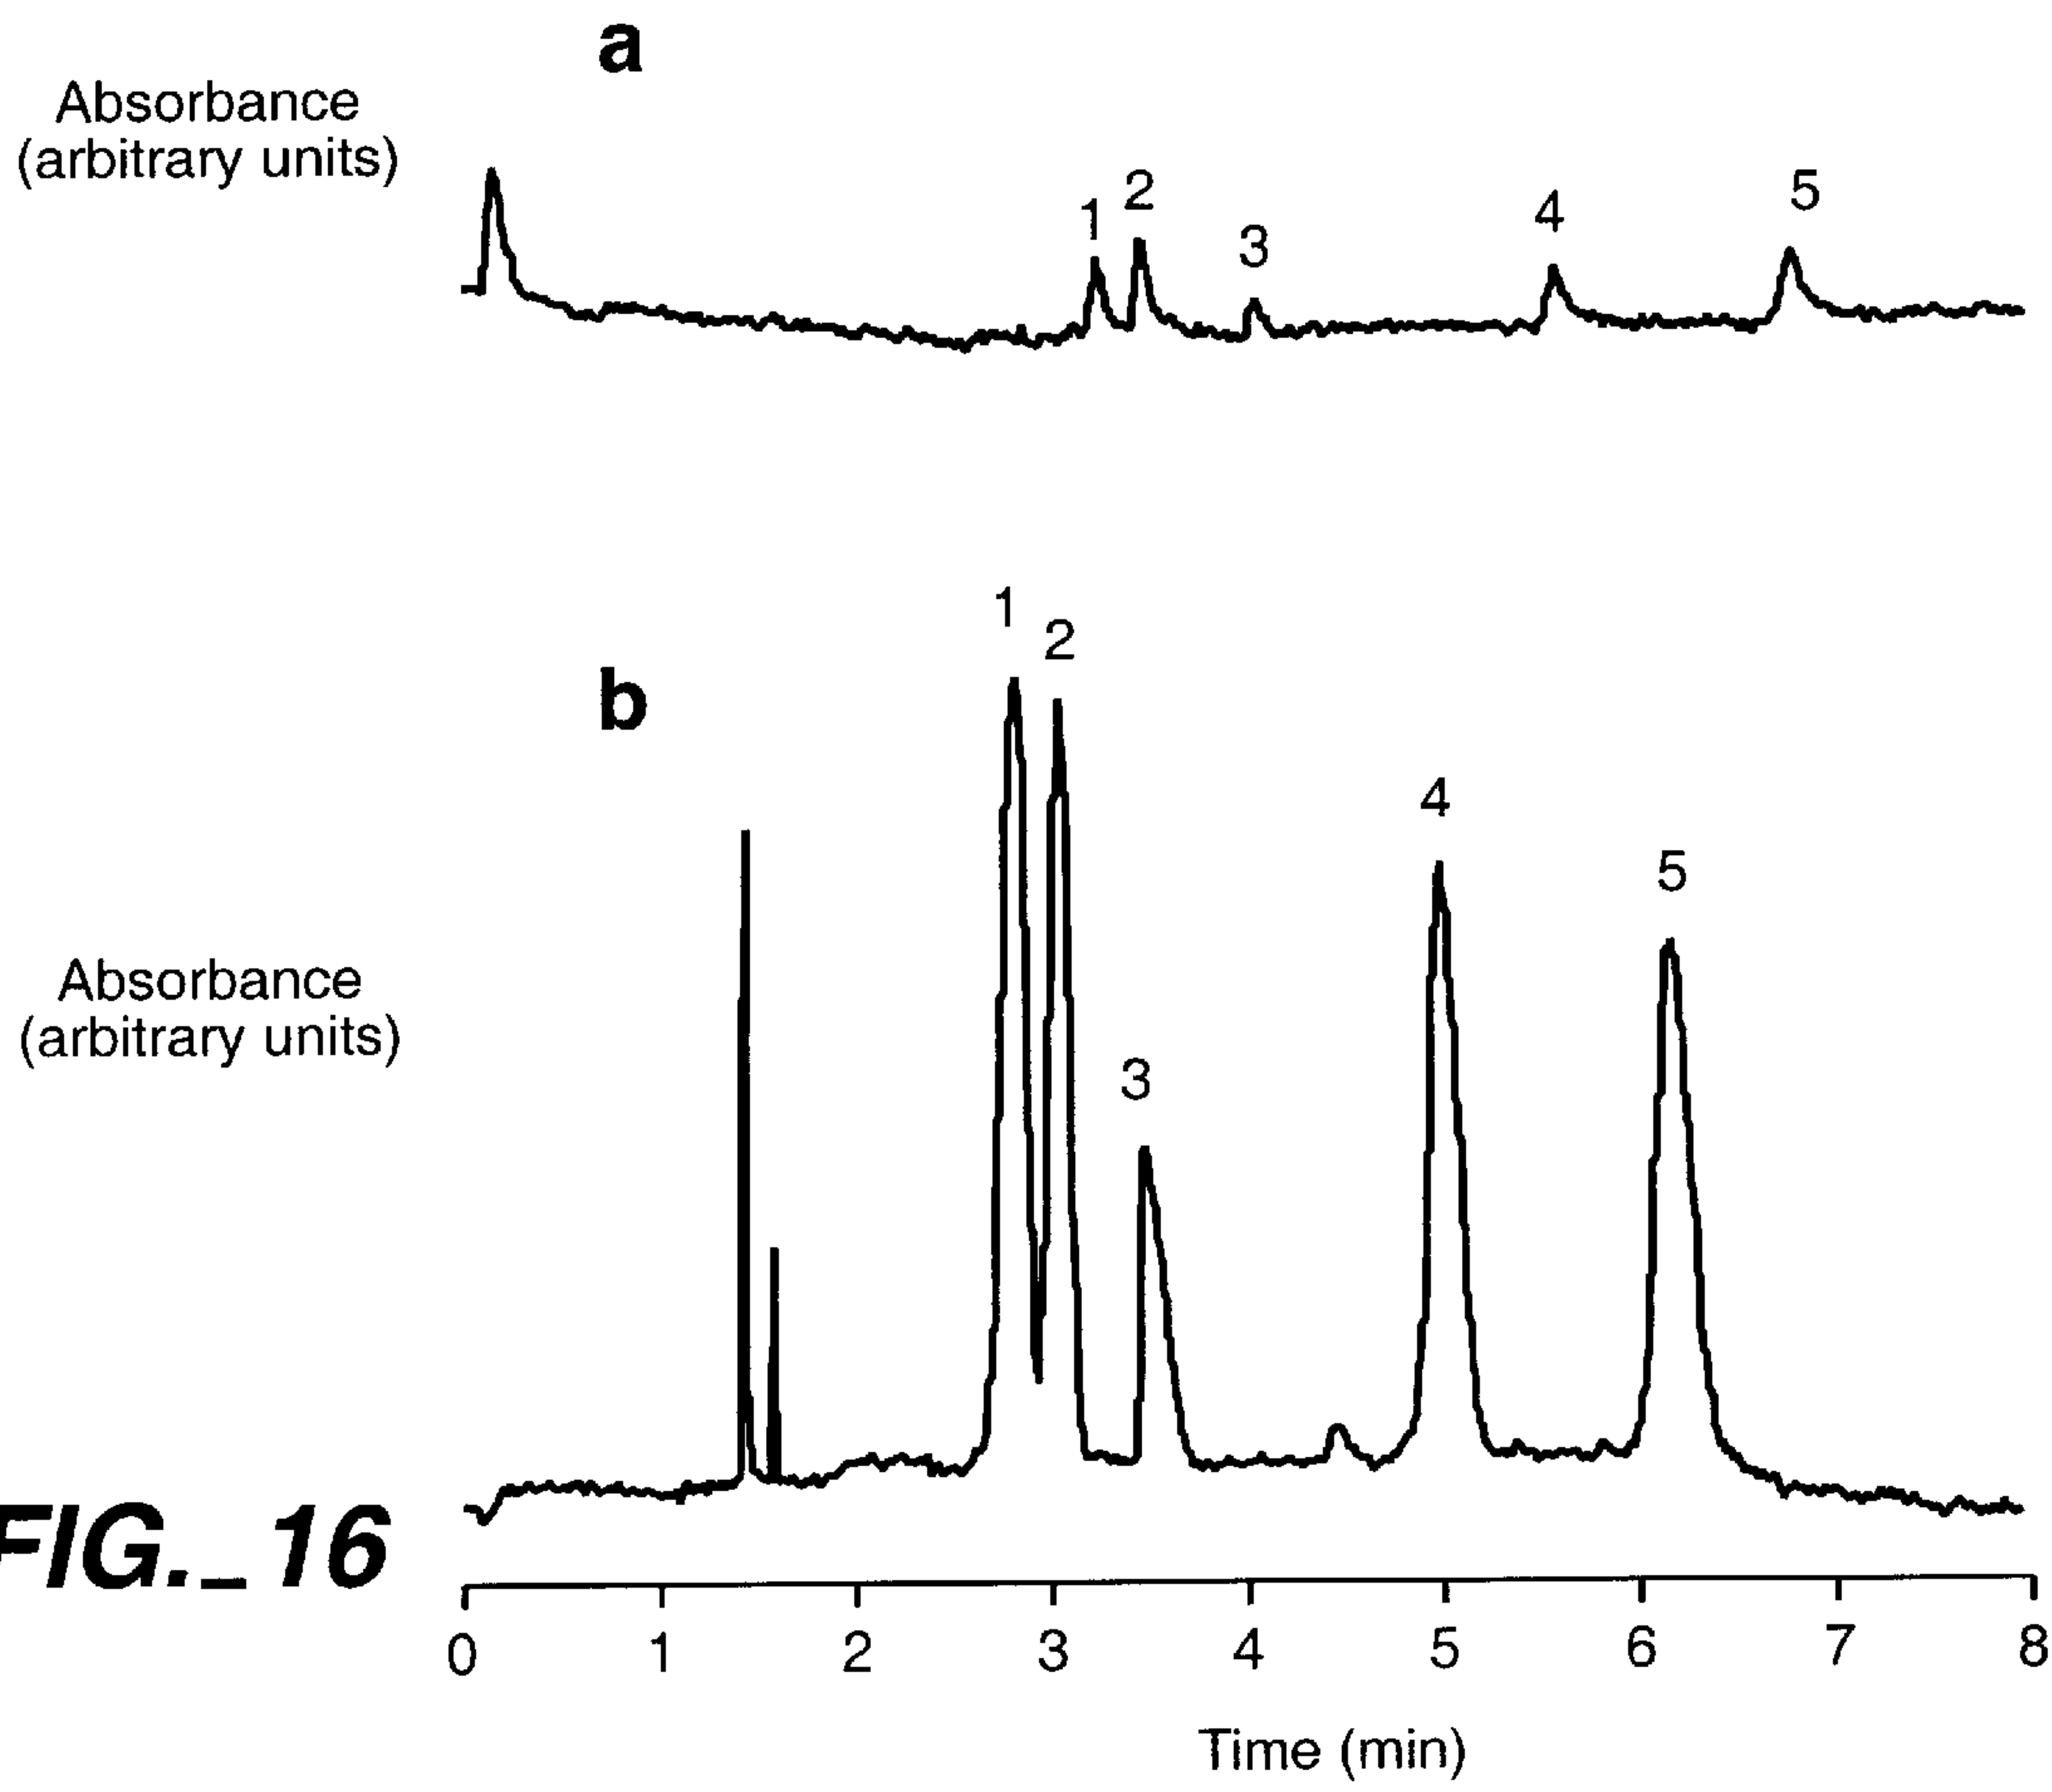 a
Absorbance
(arbitrary units)
1 2 3 4 5
b
1 2 3 4 5
Absorbance
(arbitrary units)
FIG._16
0 1 2 3 4 5 6 7 8
Time (min)